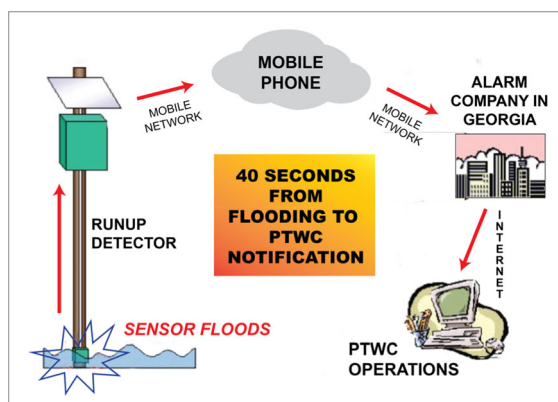 MOBILE
PHONE
MOBILE
NETWORK
MOBILE
NETWORK
ALARM
COMPANY IN
GEORGIA
40 SECONDS
FROM
FLOODING TO
PTWC
NOTIFICATION
RUNUP
DETECTOR
INTERNET
SENSOR FLOODS
PTWC
OPERATIONS